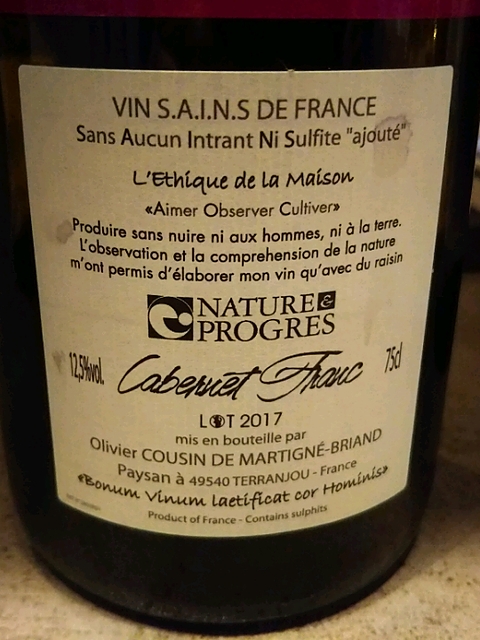 VIN S.A.I.N.S DE FRANCE
Sans Aucun Intrant Ni Sulfite "ajouté"
L'Ethique de la Maison
«Aimer Observer Cultiver»
Produire sans nuire ni aux hommes, ni à la terre.
L'observation et la comprehension de la nature
m'ont permis d'élaborer mon vin qu'avec du raisin
NATURE &
PROGRES
12,5%vol. Cabernet Franc 75cl
LOT 2017
mis en bouteille par
Olivier COUSIN DE MARTIGNÉ-BRIAND
Paysan à 49540 TERRANJOU - France
«Bonum Vinum laetificat cor Hominis»
Product of France - Contains sulphits